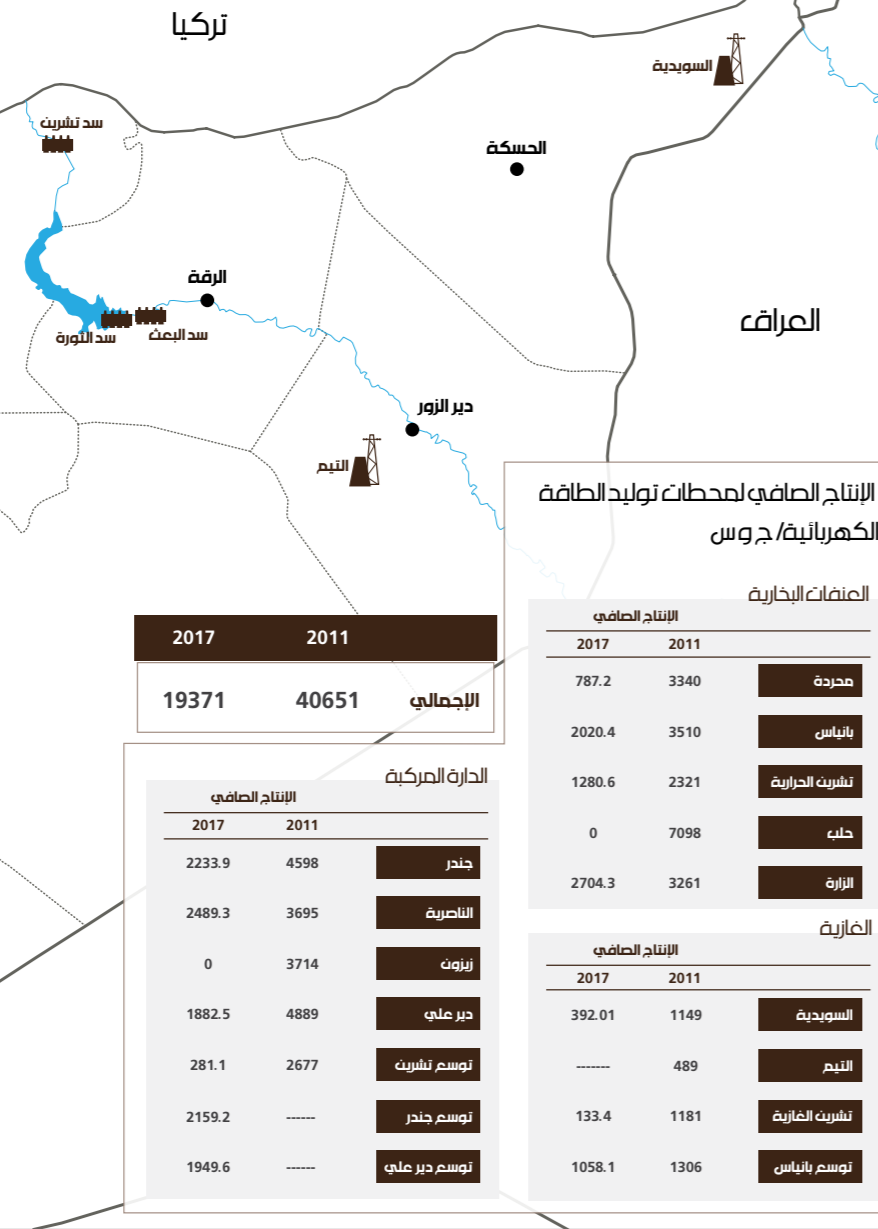 تركيا
السويدية
سد تشرين
الحسكة
الرقة
العراق
سد الثورة
سد البعث
دير الزور
التيم
الإنتاج الصافي لمحطات توليد الطاقة
الكهربائية/ ج و س
العنفات البخارية
الإنتاج الصافي
2011 2017
محردة 3340 787.2
بانياس 3510 2020.4
تشرين الحرارية 2321 1280.6
حلب 7098 0
الزارة 3261 2704.3
2011 2017
الإجمالي 40651 19371
الغازية
الإنتاج الصافي
2011 2017
السويدية 1149 392.01
التيم 489 -------
تشرين الغازية 1181 133.4
توسع بانياس 1306 1058.1
الدارة المركبة
الإنتاج الصافي
2011 2017
جندر 4598 2233.9
الناصرية 3695 2489.3
زيزون 3714 0
دير علي 4889 1882.5
توسع تشرين 2677 281.1
توسع جندر ------ 2159.2
توسع دير علي ------ 1949.6